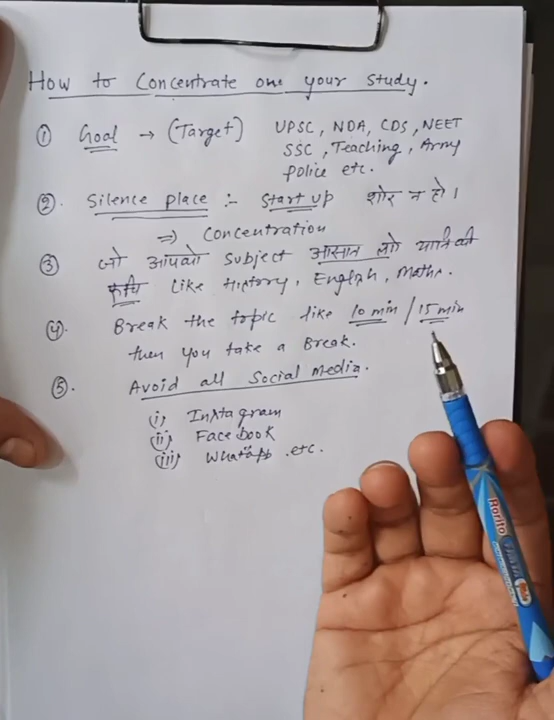 How to Concentrate one your Study.
① Goal → (Target) UPSC, NDA, CDS, NEET
SSC, Teaching, Army
Police etc.
②. Silence place :- Start up शोर न हो।
⇒ Concentration
③ जो आपको Subject आसान लगे यानि की
रूचि like History, English, Maths.
④. Break the topic like 10 min / 15 min
then you take a Break.
⑤. Avoid all Social media.
(i) Instagram
(ii) Facebook
(iii) Whatapp etc.
Rorito